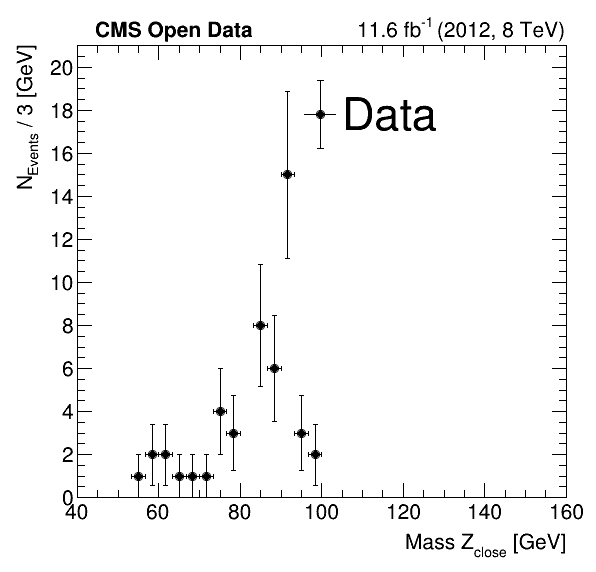 CMS Open Data
11.6 fb⁻¹ (2012, 8 TeV)
N_Events / 3 [GeV]
20
18
16
14
12
10
8
6
4
2
0
Data
40 60 80 100 120 140 160
Mass Z_close [GeV]